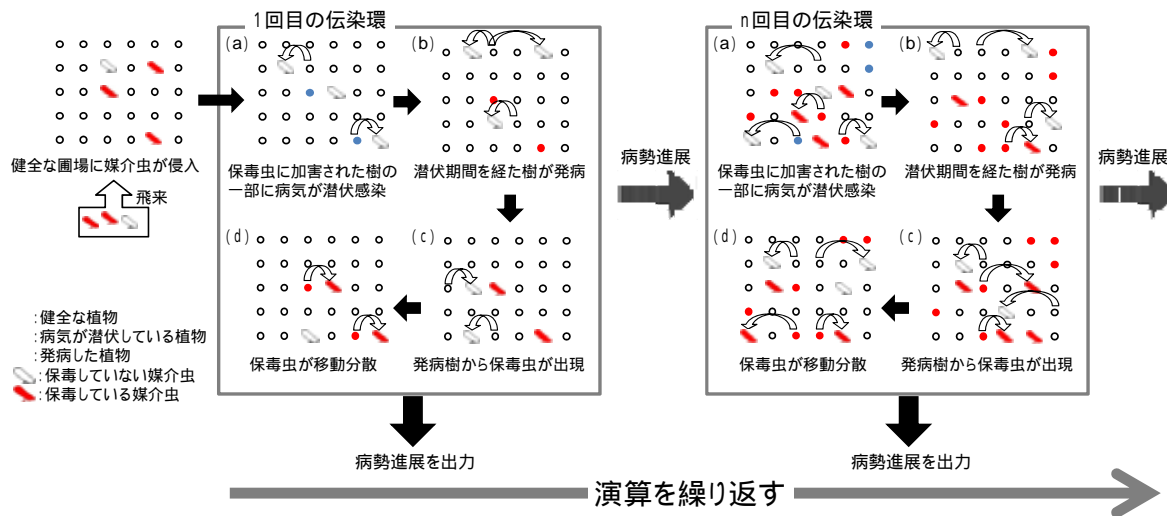 健全な圃場に媒介虫が侵入
飛来
:健全な植物
:病気が潜伏している植物
:発病した植物
:保毒していない媒介虫
:保毒している媒介虫
1回目の伝染環
(a)
保毒虫に加害された樹の
一部に病気が潜伏感染
(b)
潜伏期間を経た樹が発病
(d)
保毒虫が移動分散
(c)
発病樹から保毒虫が出現
病勢進展を出力
病勢進展
n回目の伝染環
(a)
保毒虫に加害された樹の
一部に病気が潜伏感染
(b)
潜伏期間を経た樹が発病
(d)
保毒虫が移動分散
(c)
発病樹から保毒虫が出現
病勢進展を出力
病勢進展
演算を繰り返す